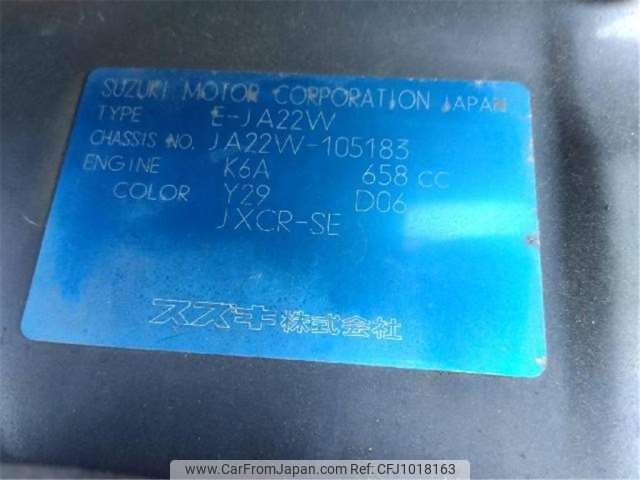 SUZUKI MOTOR CORPORATION JAPAN
TYPE E-JA22W
CHASSIS NO. JA22W-105183
ENGINE K6A 658 CC
COLOR Y29 D06
JXCR-SE
スズキ株式会社
www.CarFromJapan.com | CFJ1018163